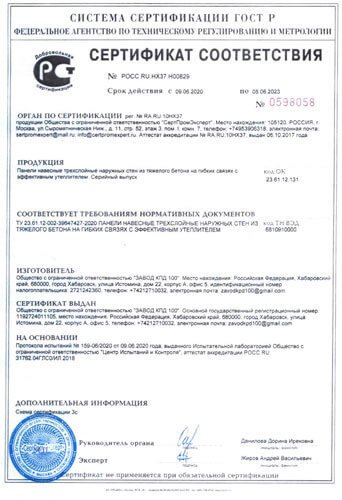 СИСТЕМА СЕРТИФИКАЦИИ ГОСТ Р
ФЕДЕРАЛЬНОЕ АГЕНТСТВО ПО ТЕХНИЧЕСКОМУ РЕГУЛИРОВАНИЮ И МЕТРОЛОГИИ
Добровольная
сертификация
СЕРТИФИКАТ СООТВЕТСТВИЯ
№ РОСС RU.НХ37.Н00829
Срок действия с 09.06.2020 по 08.06.2023
№ 0598058
ОРГАН ПО СЕРТИФИКАЦИИ рег. № RA.RU.10НХ37
продукции Общества с ограниченной ответственностью "СертПромЭксперт". Место нахождения: 105120, РОССИЯ, г.
Москва, ул.Сыромятническая Ниж., д. 11, стр. 52, этаж 3, пом. I, комн. 7, телефон: +74953906318, электронная почта:
sertpromexpert@mail.ru, info@sertpromexpert.com. Аттестат аккредитации № RA.RU.10НХ37, выдан 06.10.2017 года
ПРОДУКЦИЯ
Панели навесные трехслойные наружных стен из тяжелого бетона на гибких связях с
эффективным утеплителем. Серийный выпуск
код ОК
23.61.12.131
СООТВЕТСТВУЕТ ТРЕБОВАНИЯМ НОРМАТИВНЫХ ДОКУМЕНТОВ
ТУ 23.61.12-002-39647427-2020 ПАНЕЛИ НАВЕСНЫЕ ТРЕХСЛОЙНЫЕ НАРУЖНЫХ СТЕН ИЗ
ТЯЖЕЛОГО БЕТОНА НА ГИБКИХ СВЯЗЯХ С ЭФФЕКТИВНЫМ УТЕПЛИТЕЛЕМ
код ТН ВЭД
6810910000
ИЗГОТОВИТЕЛЬ
Общество с ограниченной ответственностью "ЗАВОД КПД 100". Место нахождения: Российская Федерация, Хабаровский
край, 680000, город Хабаровск, улица Истомина, дом 22, корпус А, офис 5, идентификационный номер
налогоплательщика: 2721242360, телефон: +74212710032, электронная почта: zavodkpd100@gmail.com
СЕРТИФИКАТ ВЫДАН
Общество с ограниченной ответственностью "ЗАВОД КПД 100". Основной государственный регистрационный номер
1192724011105, место нахождения: Российская Федерация, Хабаровский край, 680000, город Хабаровск, улица
Истомина, дом 22, корпус А, офис 5, телефон: +74212710032, электронная почта: zavodkpd100@gmail.com
НА ОСНОВАНИИ
Протокола испытаний № 159-06/2020 от 09.06.2020 года, выданного Испытательной лабораторией Общество с
ограниченной ответственностью "Центр Испытаний и Контроля", аттестат аккредитации РОСС RU.
31762.04ГЛС0/ИЛ 2018
ДОПОЛНИТЕЛЬНАЯ ИНФОРМАЦИЯ
Схема сертификации 3с
Руководитель органа
Данилова Дорина Ирековна
Эксперт
Жиров Андрей Васильевич
Сертификат не применяется при обязательной сертификации